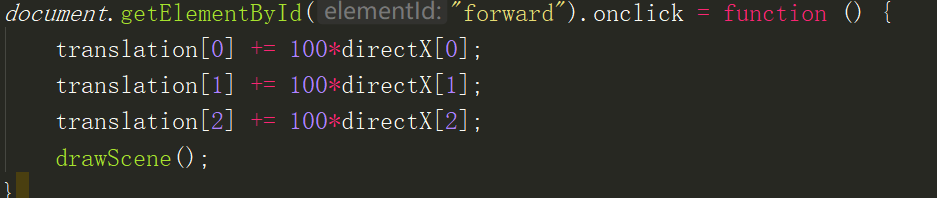 document.getElementById( elementId: "forward").onclick = function () {
translation[0] += 100*directX[0];
translation[1] += 100*directX[1];
translation[2] += 100*directX[2];
drawScene();
}